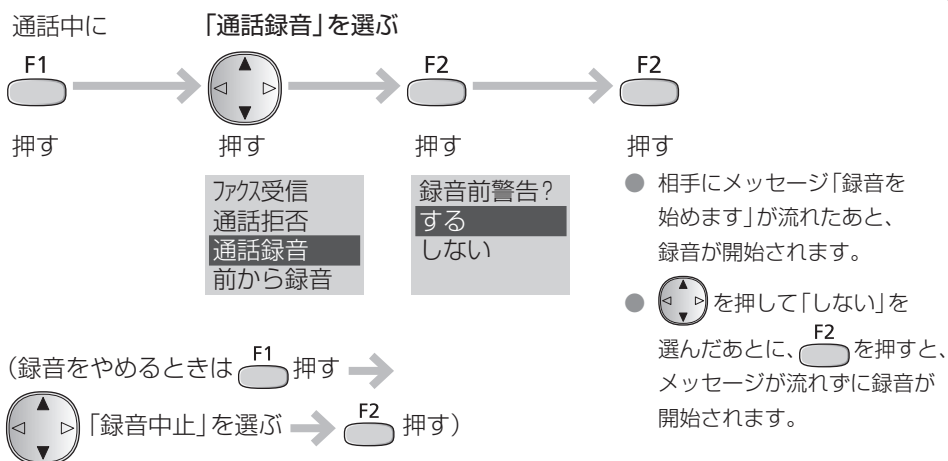 通話中に
「通話録音」を選ぶ
F1
F2
F2
押す
押す
押す
押す
ファクス受信
通話拒否
通話録音
前から録音
録音前警告?
する
しない
● 相手にメッセージ「録音を
始めます」が流れたあと、
録音が開始されます。
● を押して「しない」を
選んだあとに、F2を押すと、
メッセージが流れずに録音が
開始されます。
(録音をやめるときはF1押す
「録音中止」を選ぶ F2 押す)